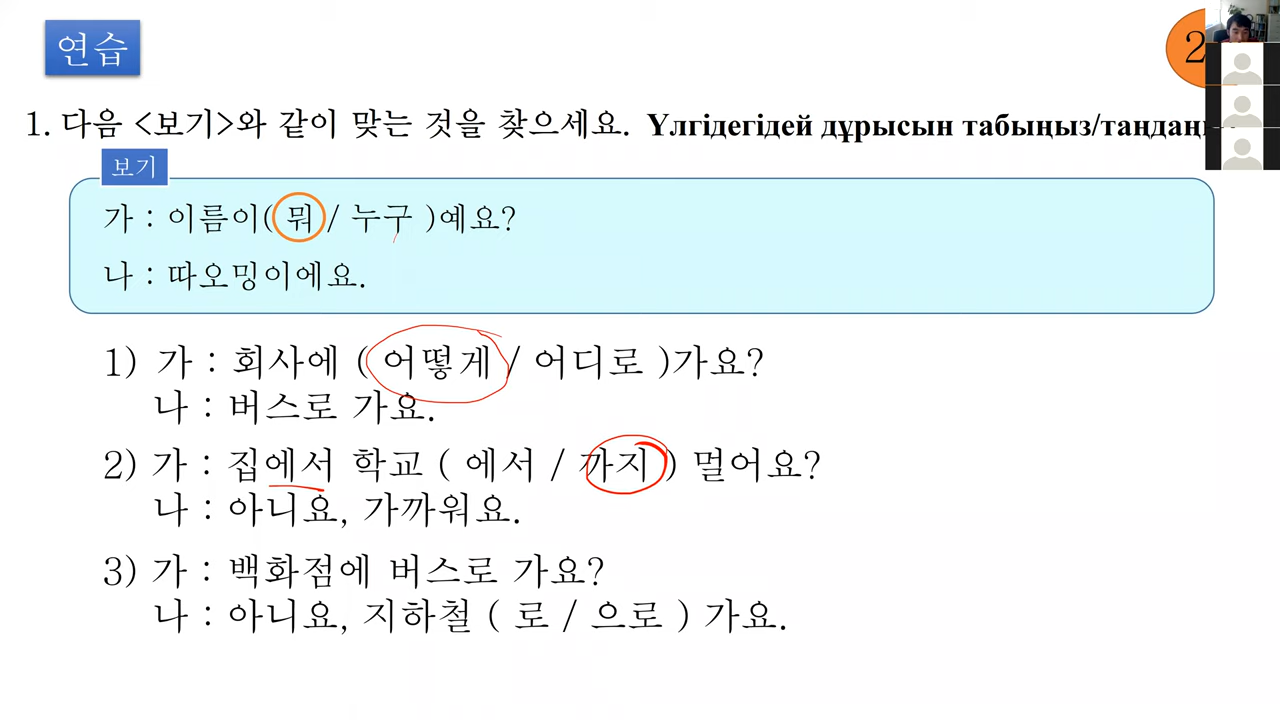 연습
2
1. 다음 <보기>와 같이 맞는 것을 찾으세요. Үлгідегідей дұрысын табыңыз/таңдаңы
보기
가 : 이름이( 뭐 / 누구 )예요?
나 : 따오밍이에요.
1) 가 : 회사에 ( 어떻게 / 어디로 )가요?
나 : 버스로 가요.
2) 가 : 집에서 학교 ( 에서 / 까지 ) 멀어요?
나 : 아니요, 가까워요.
3) 가 : 백화점에 버스로 가요?
나 : 아니요, 지하철 ( 로 / 으로 ) 가요.